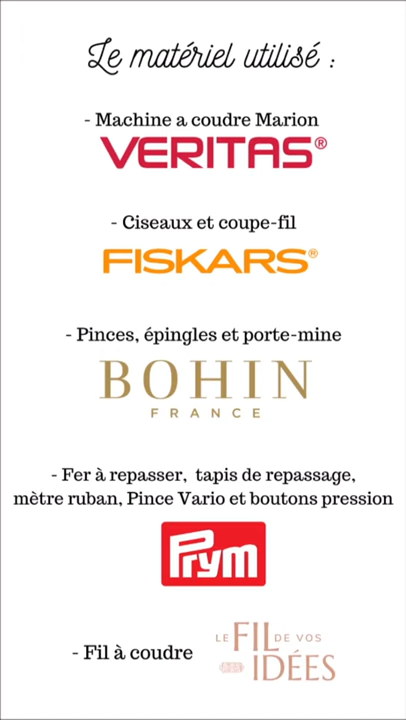 Le matériel utilisé :
- Machine a coudre Marion
VERITAS®
- Ciseaux et coupe-fil
FISKARS®
- Pinces, épingles et porte-mine
BOHIN
FRANCE
- Fer à repasser, tapis de repassage,
mètre ruban, Pince Vario et boutons pression
Prym
- Fil à coudre
LE FIL DE VOS
IDÉES